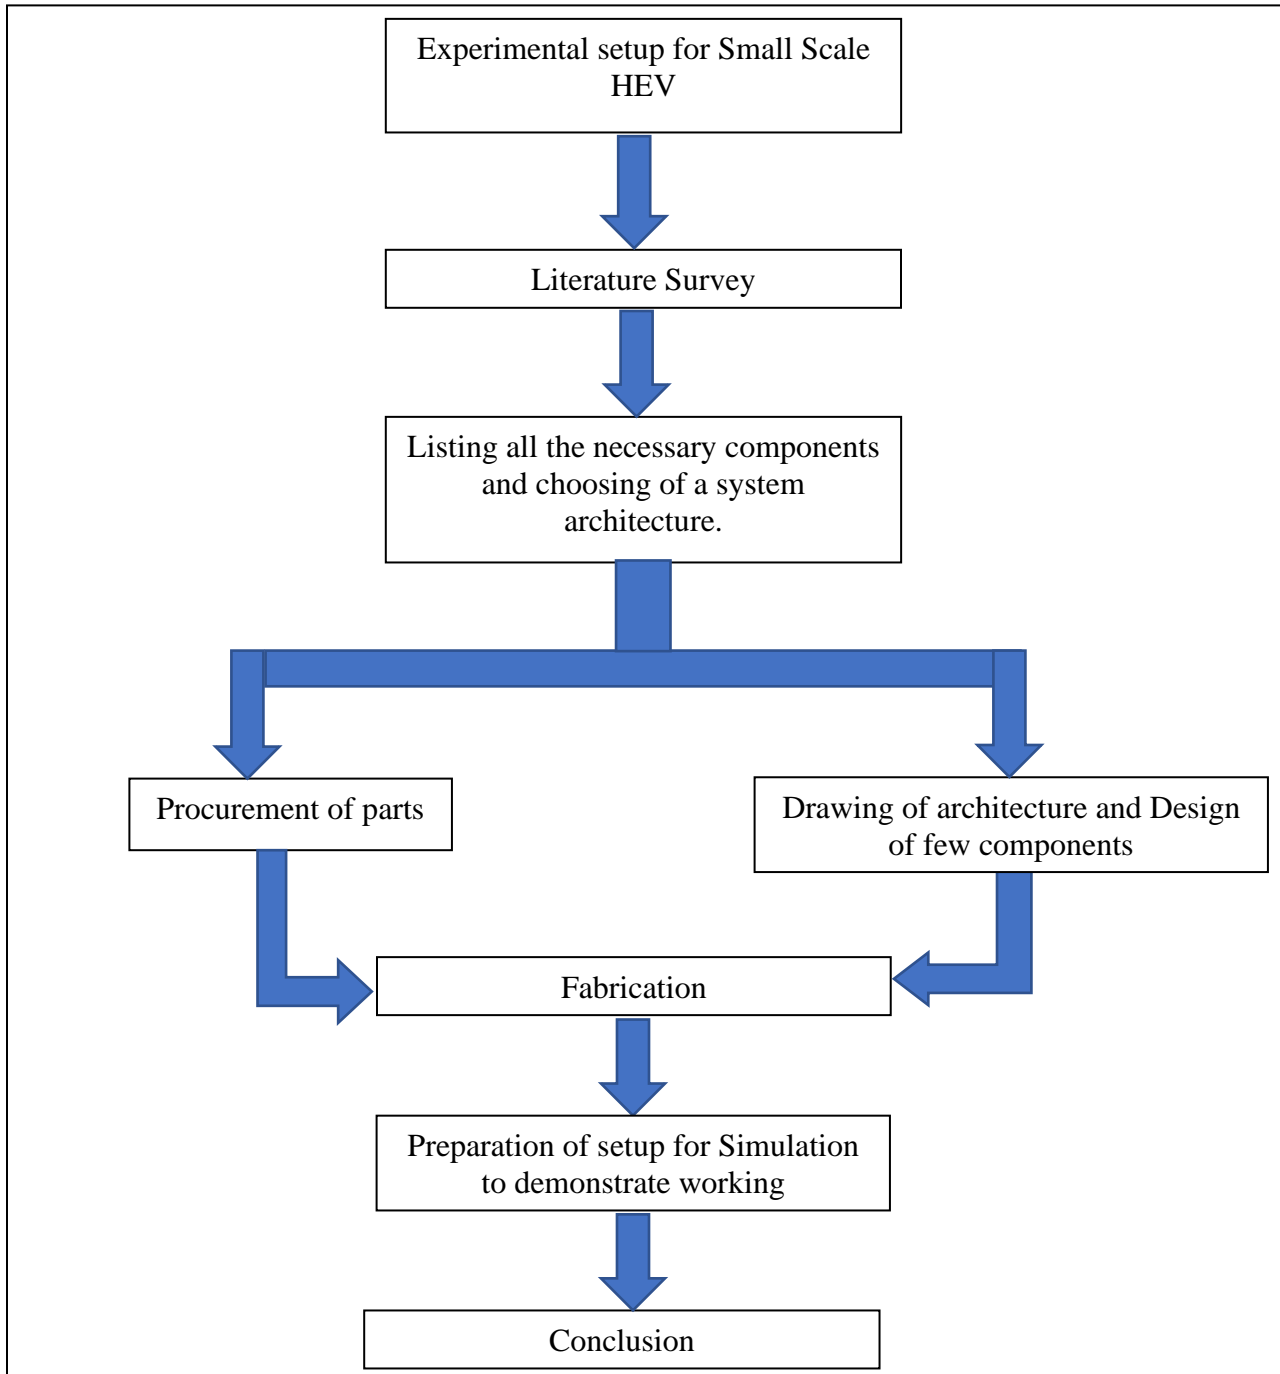 Experimental setup for Small Scale
HEV
Literature Survey
Listing all the necessary components
and choosing of a system
architecture.
Procurement of parts
Drawing of architecture and Design
of few components
Fabrication
Preparation of setup for Simulation
to demonstrate working
Conclusion